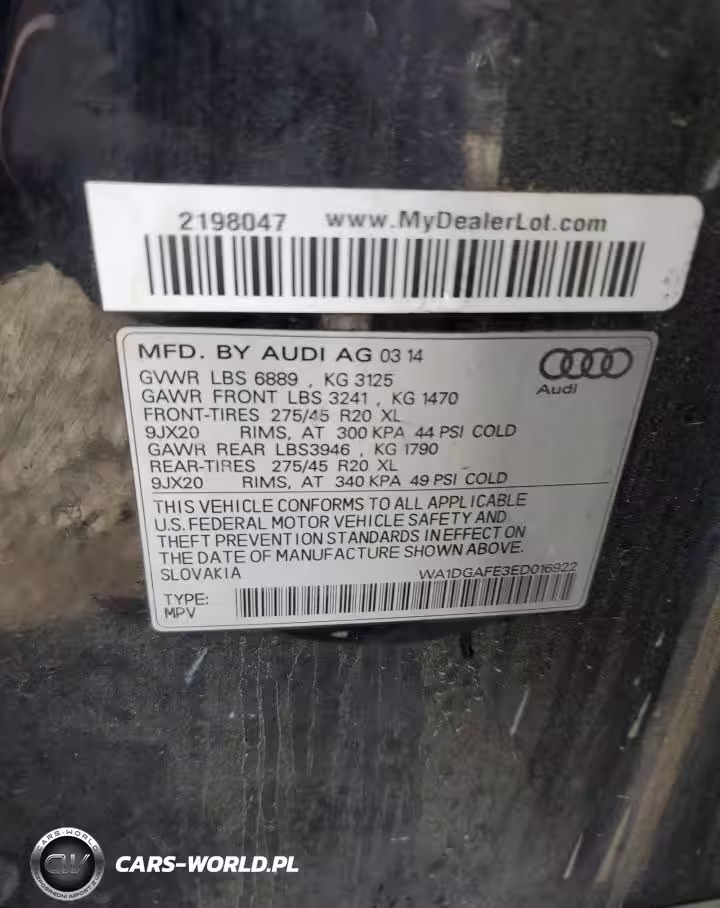 2198047 www.MyDealerLot.com
MFD. BY AUDI AG 03 14
GVWR LBS 6889 , KG 3125
GAWR FRONT LBS 3241 , KG 1470
FRONT-TIRES 275/45 R20 XL
9JX20 RIMS, AT 300 KPA 44 PSI COLD
GAWR REAR LBS3946 , KG 1790
REAR-TIRES 275/45 R20 XL
9JX20 RIMS, AT 340 KPA 49 PSI COLD
Audi
THIS VEHICLE CONFORMS TO ALL APPLICABLE
U.S. FEDERAL MOTOR VEHICLE SAFETY AND
THEFT PREVENTION STANDARDS IN EFFECT ON
THE DATE OF MANUFACTURE SHOWN ABOVE.
SLOVAKIA WA1DGAFE3ED016922
TYPE:
MPV
CARS-WORLD
CW
CARS-WORLD.PL